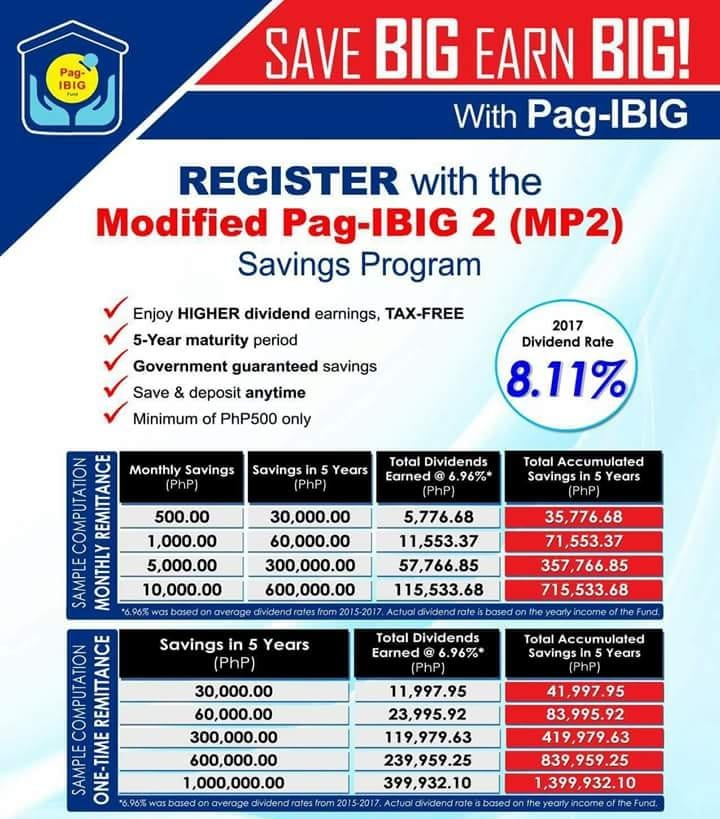 Pag-
IBIG
Fund
SAVE BIG EARN BIG!
With Pag-IBIG
REGISTER with the
Modified Pag-IBIG 2 (MP2)
Savings Program
Enjoy HIGHER dividend earnings, TAX-FREE
5-Year maturity period
Government guaranteed savings
Save & deposit anytime
Minimum of PhP500 only
2017
Dividend Rate
8.11%
SAMPLE COMPUTATION
MONTHLY REMITTANCE
Monthly Savings (PhP) Savings in 5 Years (PhP) Total Dividends Earned @ 6.96%* (PhP) Total Accumulated Savings in 5 Years (PhP)
500.00 30,000.00 5,776.68 35,776.68
1,000.00 60,000.00 11,553.37 71,553.37
5,000.00 300,000.00 57,766.85 357,766.85
10,000.00 600,000.00 115,533.68 715,533.68
*6.96% was based on average dividend rates from 2015-2017. Actual dividend rate is based on the yearly income of the Fund.
SAMPLE COMPUTATION
ONE-TIME REMITTANCE
Savings in 5 Years (PhP) Total Dividends Earned @ 6.96%* (PhP) Total Accumulated Savings in 5 Years (PhP)
30,000.00 11,997.95 41,997.95
60,000.00 23,995.92 83,995.92
300,000.00 119,979.63 419,979.63
600,000.00 239,959.25 839,959.25
1,000,000.00 399,932.10 1,399,932.10
*6.96% was based on average dividend rates from 2015-2017. Actual dividend rate is based on the yearly income of the Fund.